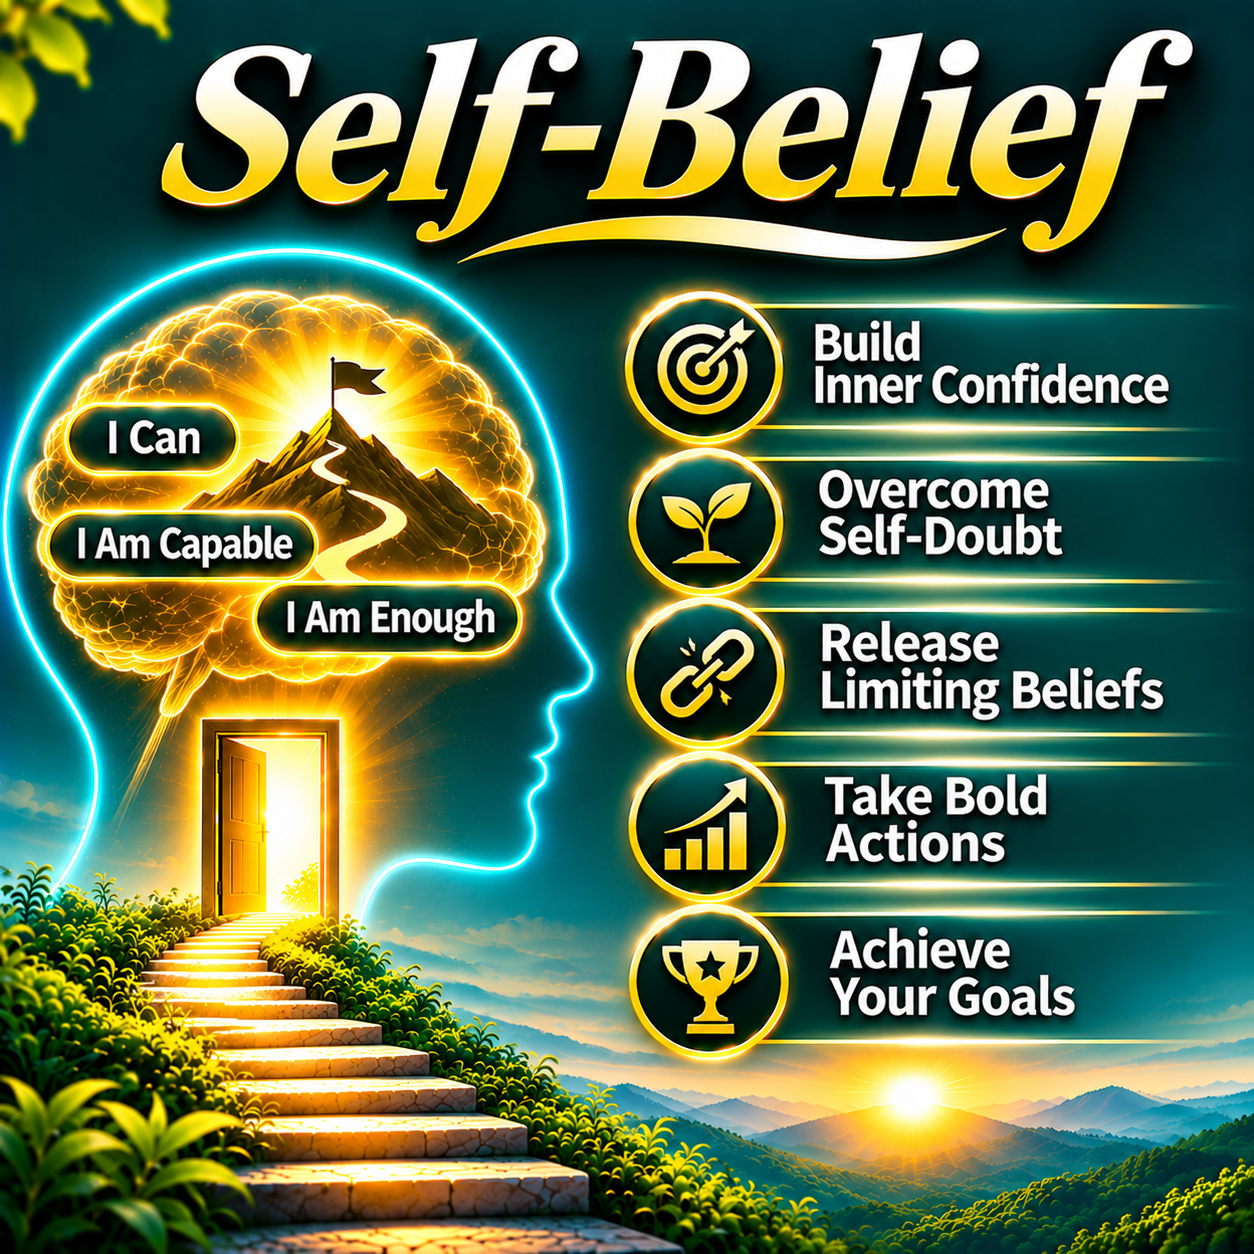 Self-Belief
I Can
I Am Capable
I Am Enough
Build
Inner Confidence
Overcome
Self-Doubt
Release
Limiting Beliefs
Take Bold
Actions
Achieve
Your Goals